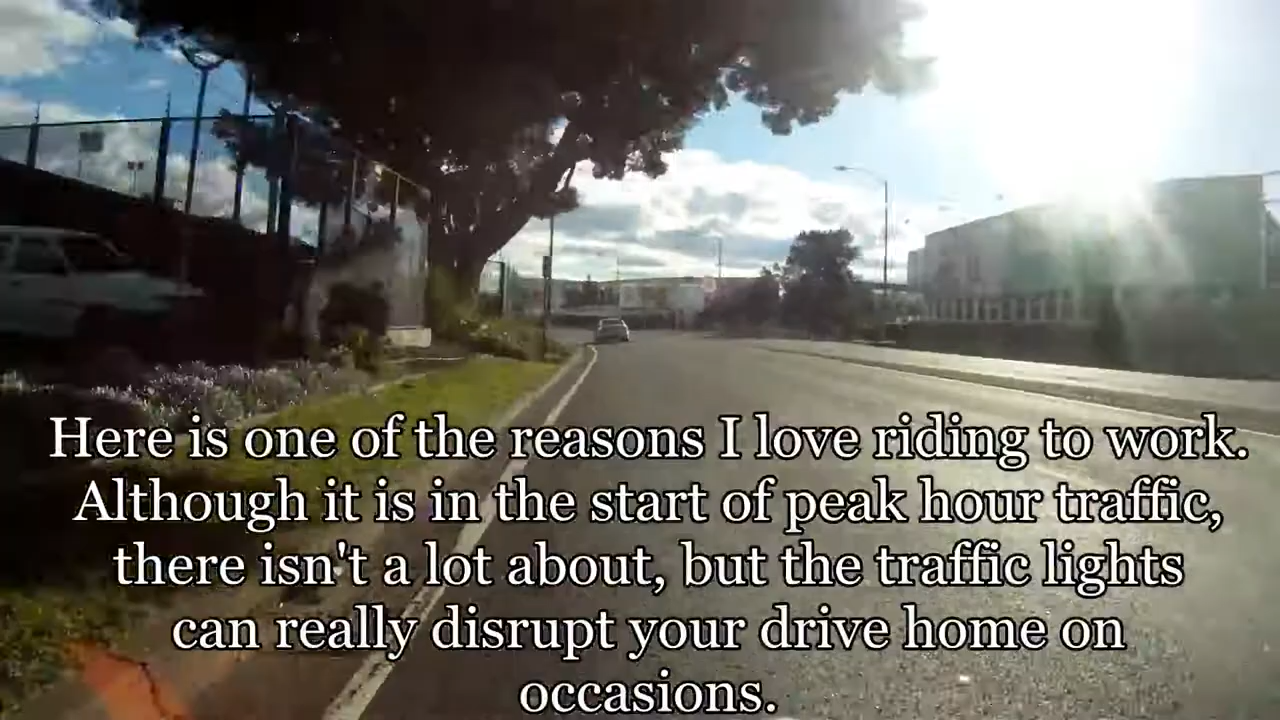 Here is one of the reasons I love riding to work.
Although it is in the start of peak hour traffic,
there isn't a lot about, but the traffic lights
can really disrupt your drive home on
occasions.